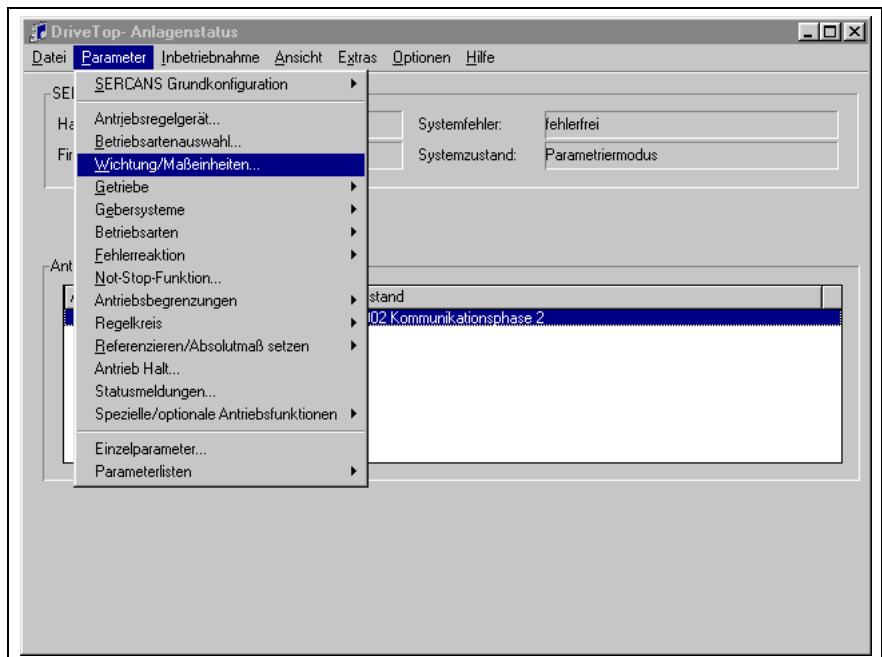 DriveTop- Anlagenstatus
Datei Parameter Inbetriebnahme Ansicht Extras Optionen Hilfe
SERCANS Grundkonfiguration
Antriebsregelgerät...
Betriebsartenauswahl...
Wichtung/Maßeinheiten...
Getriebe
Gebersysteme
Betriebsarten
Fehlerreaktion
Not-Stop-Funktion...
Antriebsbegrenzungen
Regelkreis
Referenzieren/Absolutmaß setzen
Antrieb Halt...
Statusmeldungen...
Spezielle/optionale Antriebsfunktionen
Einzelparameter...
Parameterlisten
Systemfehler: fehlerfrei
Systemzustand: Parametriermodus
stand
002 Kommunikationsphase 2